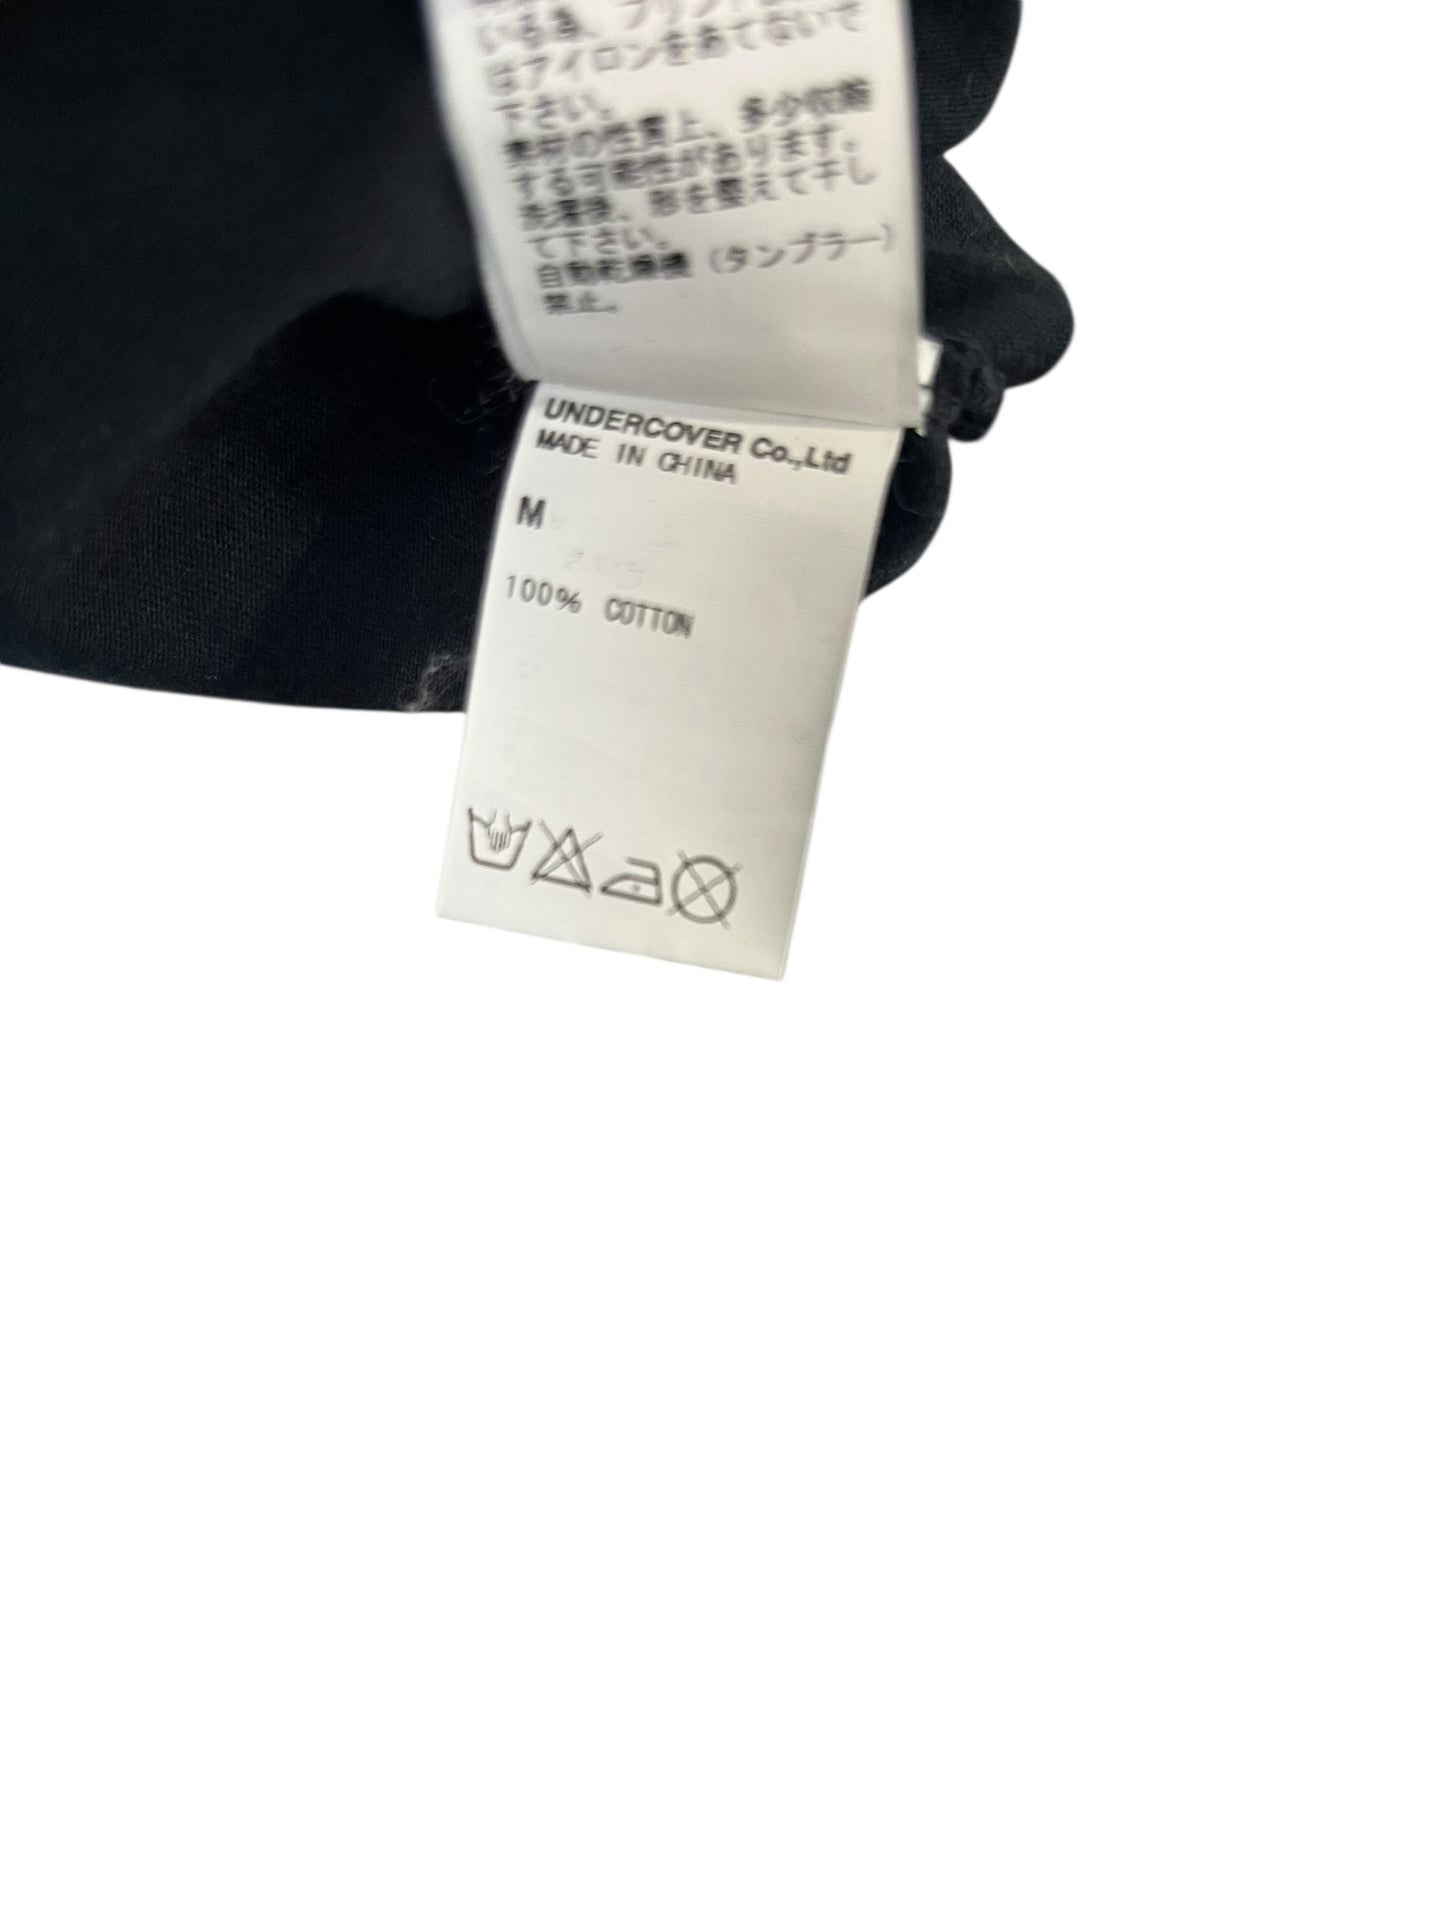 いる為、プリント
はアイロンをあてないで
下さい。
素材の性質上、多少収縮
する可能性があります。
洗濯後、形を整えて干し
て下さい。
自動乾燥機（タンブラー）
禁止。
UNDERCOVER Co.,Ltd
MADE IN CHINA
M
100% COTTON